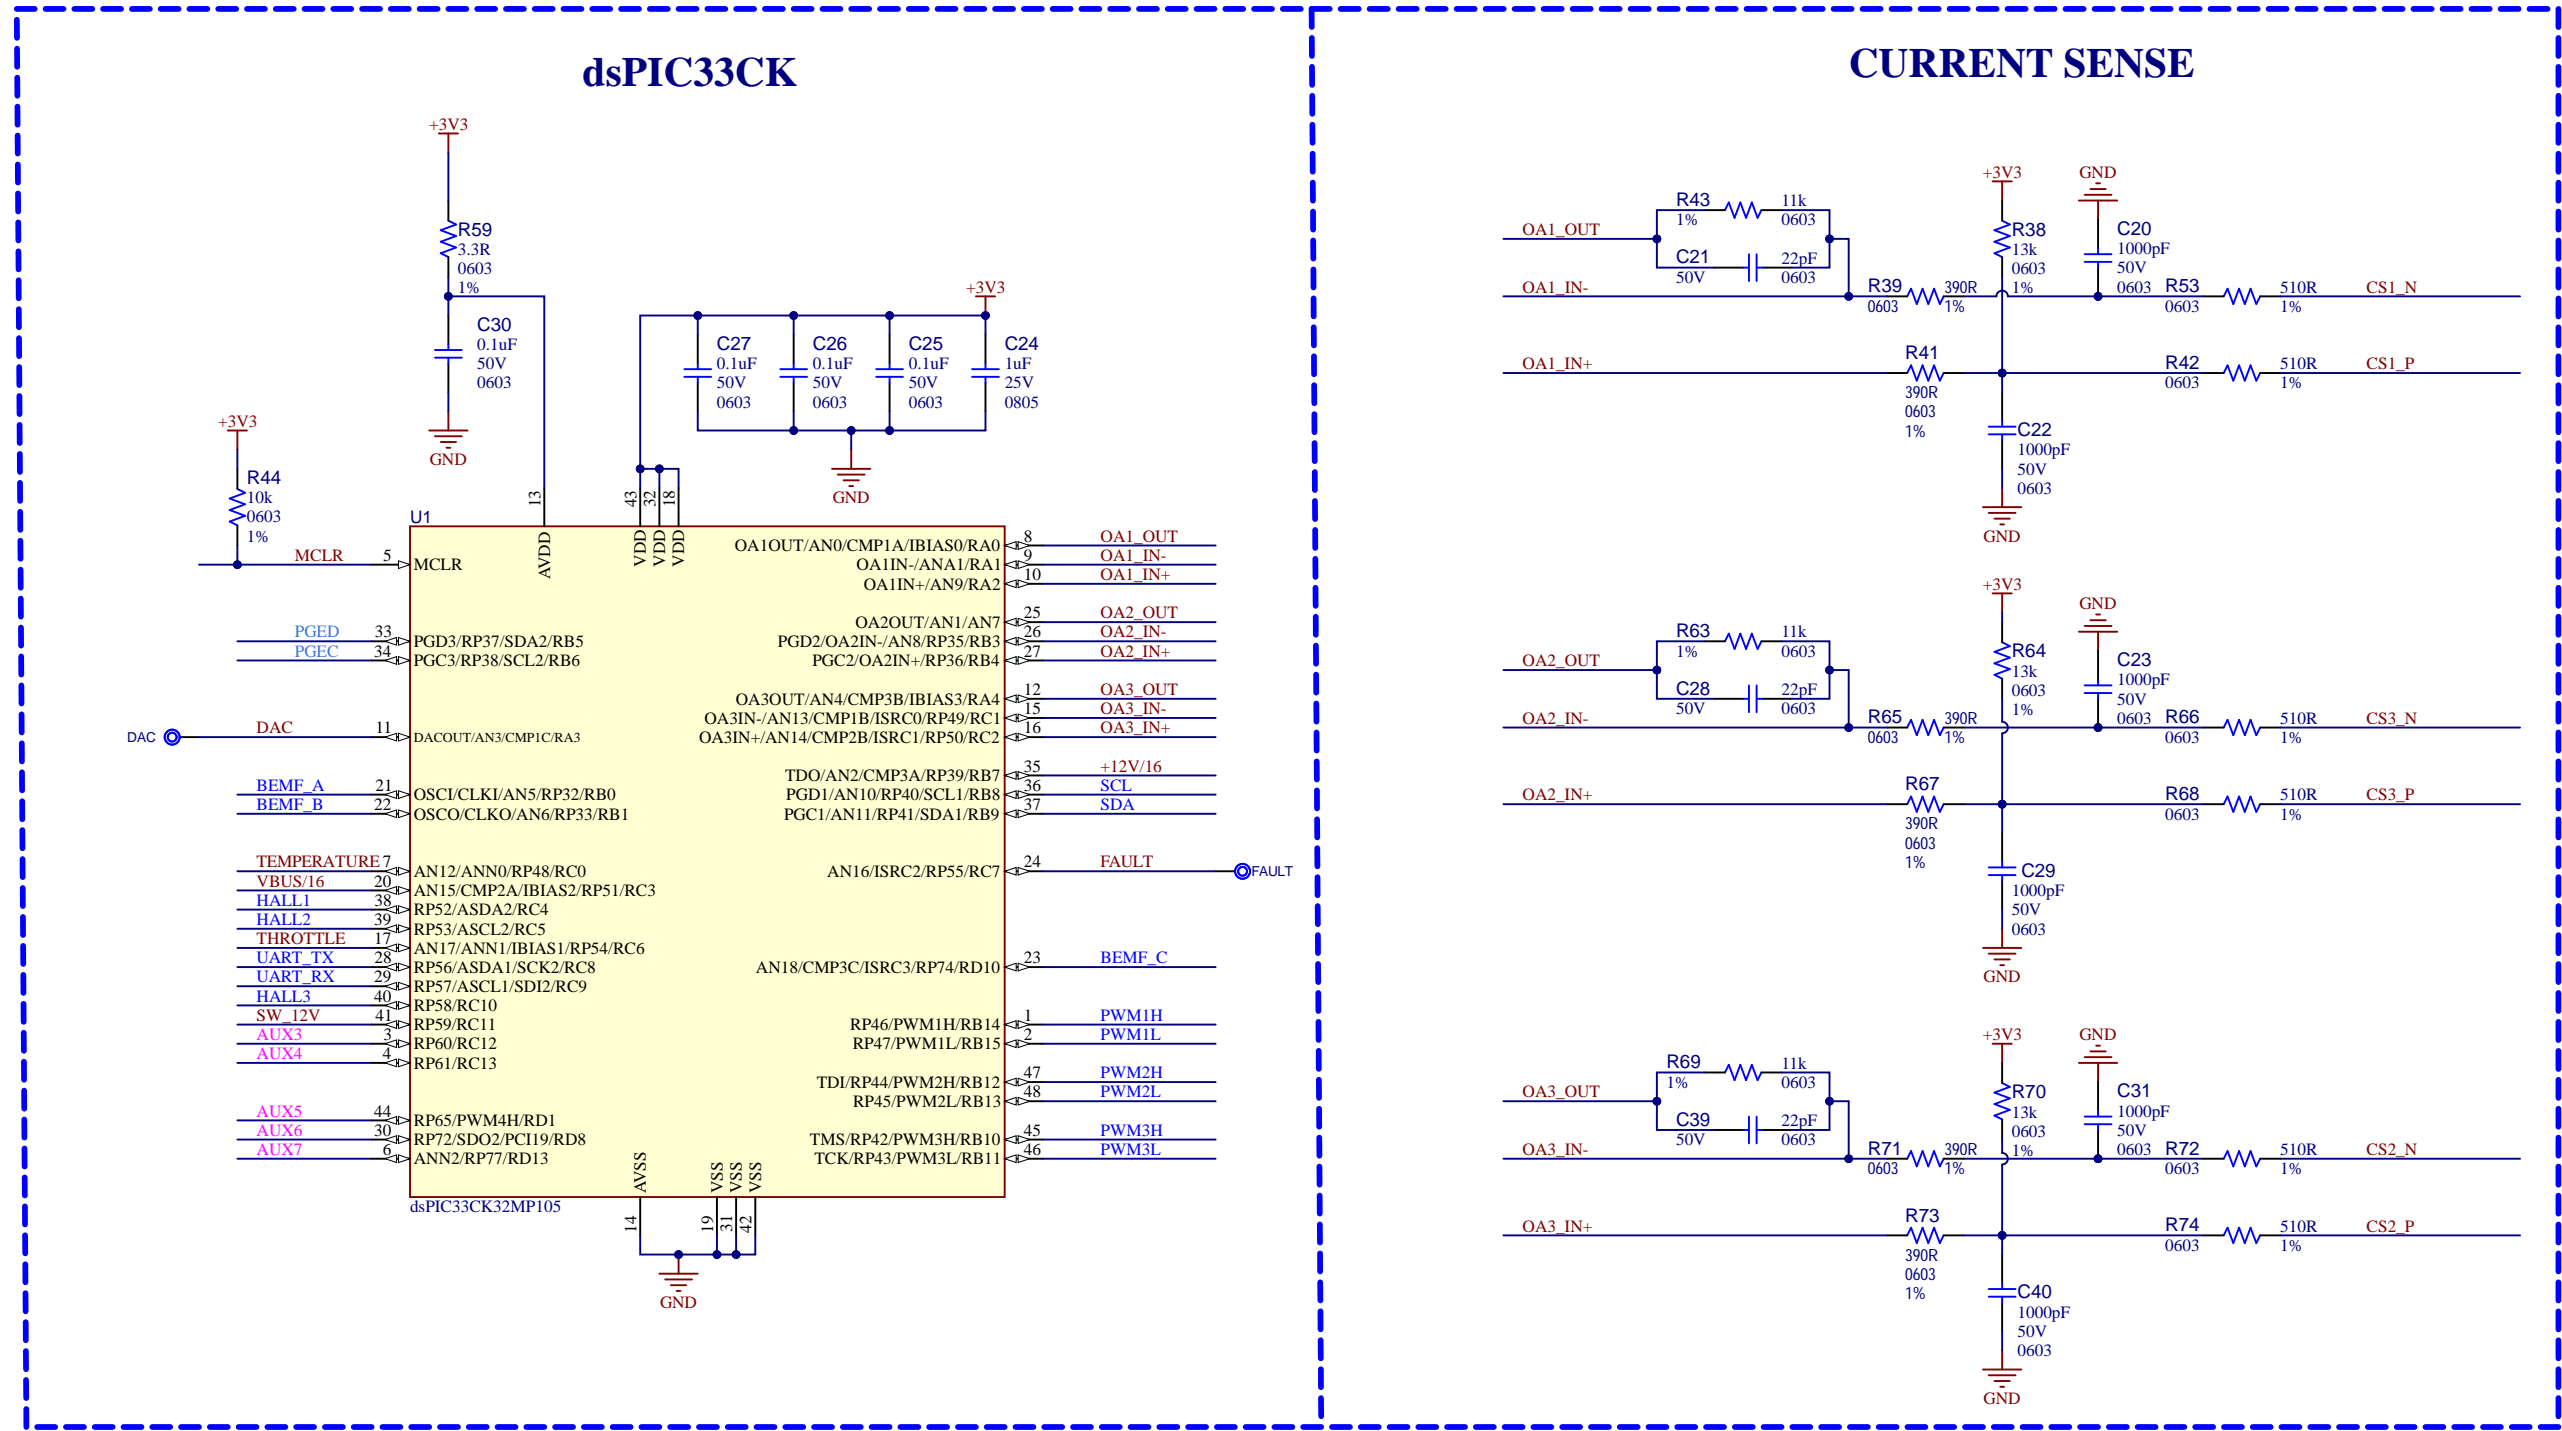 dsPIC33CK
+3V3
R59
3.3R
0603
1%
C30
0.1uF
50V
0603
GND
+3V3
R44
10k
0603
1%
+3V3
C27
0.1uF
50V
0603
C26
0.1uF
50V
0603
C25
0.1uF
50V
0603
C24
1uF
25V
0805
GND
U1
13
AVDD
43
VDD
32
VDD
18
VDD
MCLR 5 MCLR
PGED 33 PGD3/RP37/SDA2/RB5
PGEC 34 PGC3/RP38/SCL2/RB6
DAC DAC 11 DACOUT/AN3/CMP1C/RA3
BEMF_A 21 OSCI/CLKI/AN5/RP32/RB0
BEMF_B 22 OSCO/CLKO/AN6/RP33/RB1
TEMPERATURE 7 AN12/ANN0/RP48/RC0
VBUS/16 20 AN15/CMP2A/IBIAS2/RP51/RC3
HALL1 38 RP52/ASDA2/RC4
HALL2 39 RP53/ASCL2/RC5
THROTTLE 17 AN17/ANN1/IBIAS1/RP54/RC6
UART_TX 28 RP56/ASDA1/SCK2/RC8
UART_RX 29 RP57/ASCL1/SDI2/RC9
HALL3 40 RP58/RC10
SW_12V 41 RP59/RC11
AUX3 3 RP60/RC12
AUX4 4 RP61/RC13
AUX5 44 RP65/PWM4H/RD1
AUX6 30 RP72/SDO2/PCI19/RD8
AUX7 6 ANN2/RP77/RD13
OA1OUT/AN0/CMP1A/IBIAS0/RA0 8 OA1_OUT
OA1IN-/ANA1/RA1 9 OA1_IN-
OA1IN+/AN9/RA2 10 OA1_IN+
OA2OUT/AN1/AN7 25 OA2_OUT
PGD2/OA2IN-/AN8/RP35/RB3 26 OA2_IN-
PGC2/OA2IN+/RP36/RB4 27 OA2_IN+
OA3OUT/AN4/CMP3B/IBIAS3/RA4 12 OA3_OUT
OA3IN-/AN13/CMP1B/ISRC0/RP49/RC1 15 OA3_IN-
OA3IN+/AN14/CMP2B/ISRC1/RP50/RC2 16 OA3_IN+
TDO/AN2/CMP3A/RP39/RB7 35 +12V/16
PGD1/AN10/RP40/SCL1/RB8 36 SCL
PGC1/AN11/RP41/SDA1/RB9 37 SDA
AN16/ISRC2/RP55/RC7 24 FAULT FAULT
AN18/CMP3C/ISRC3/RP74/RD10 23 BEMF_C
RP46/PWM1H/RB14 1 PWM1H
RP47/PWM1L/RB15 2 PWM1L
TDI/RP44/PWM2H/RB12 47 PWM2H
RP45/PWM2L/RB13 48 PWM2L
TMS/RP42/PWM3H/RB10 45 PWM3H
TCK/RP43/PWM3L/RB11 46 PWM3L
AVSS
14
VSS
19
VSS
31
VSS
42
dsPIC33CK32MP105
GND
CURRENT SENSE
OA1_OUT
R43
1%
11k
0603
C21
50V
22pF
0603
+3V3
R38
13k
0603
1%
GND
C20
1000pF
50V
0603
OA1_IN-
R39
0603
390R
1%
R53
0603
510R
1%
CS1_N
OA1_IN+
R41
390R
0603
1%
R42
0603
510R
1%
CS1_P
C22
1000pF
50V
0603
GND
OA2_OUT
R63
1%
11k
0603
C28
50V
22pF
0603
+3V3
R64
13k
0603
1%
GND
C23
1000pF
50V
0603
OA2_IN-
R65
0603
390R
1%
R66
0603
510R
1%
CS3_N
OA2_IN+
R67
390R
0603
1%
R68
0603
510R
1%
CS3_P
C29
1000pF
50V
0603
GND
OA3_OUT
R69
1%
11k
0603
C39
50V
22pF
0603
+3V3
R70
13k
0603
1%
GND
C31
1000pF
50V
0603
OA3_IN-
R71
0603
390R
1%
R72
0603
510R
1%
CS2_N
OA3_IN+
R73
390R
0603
1%
R74
0603
510R
1%
CS2_P
C40
1000pF
50V
0603
GND